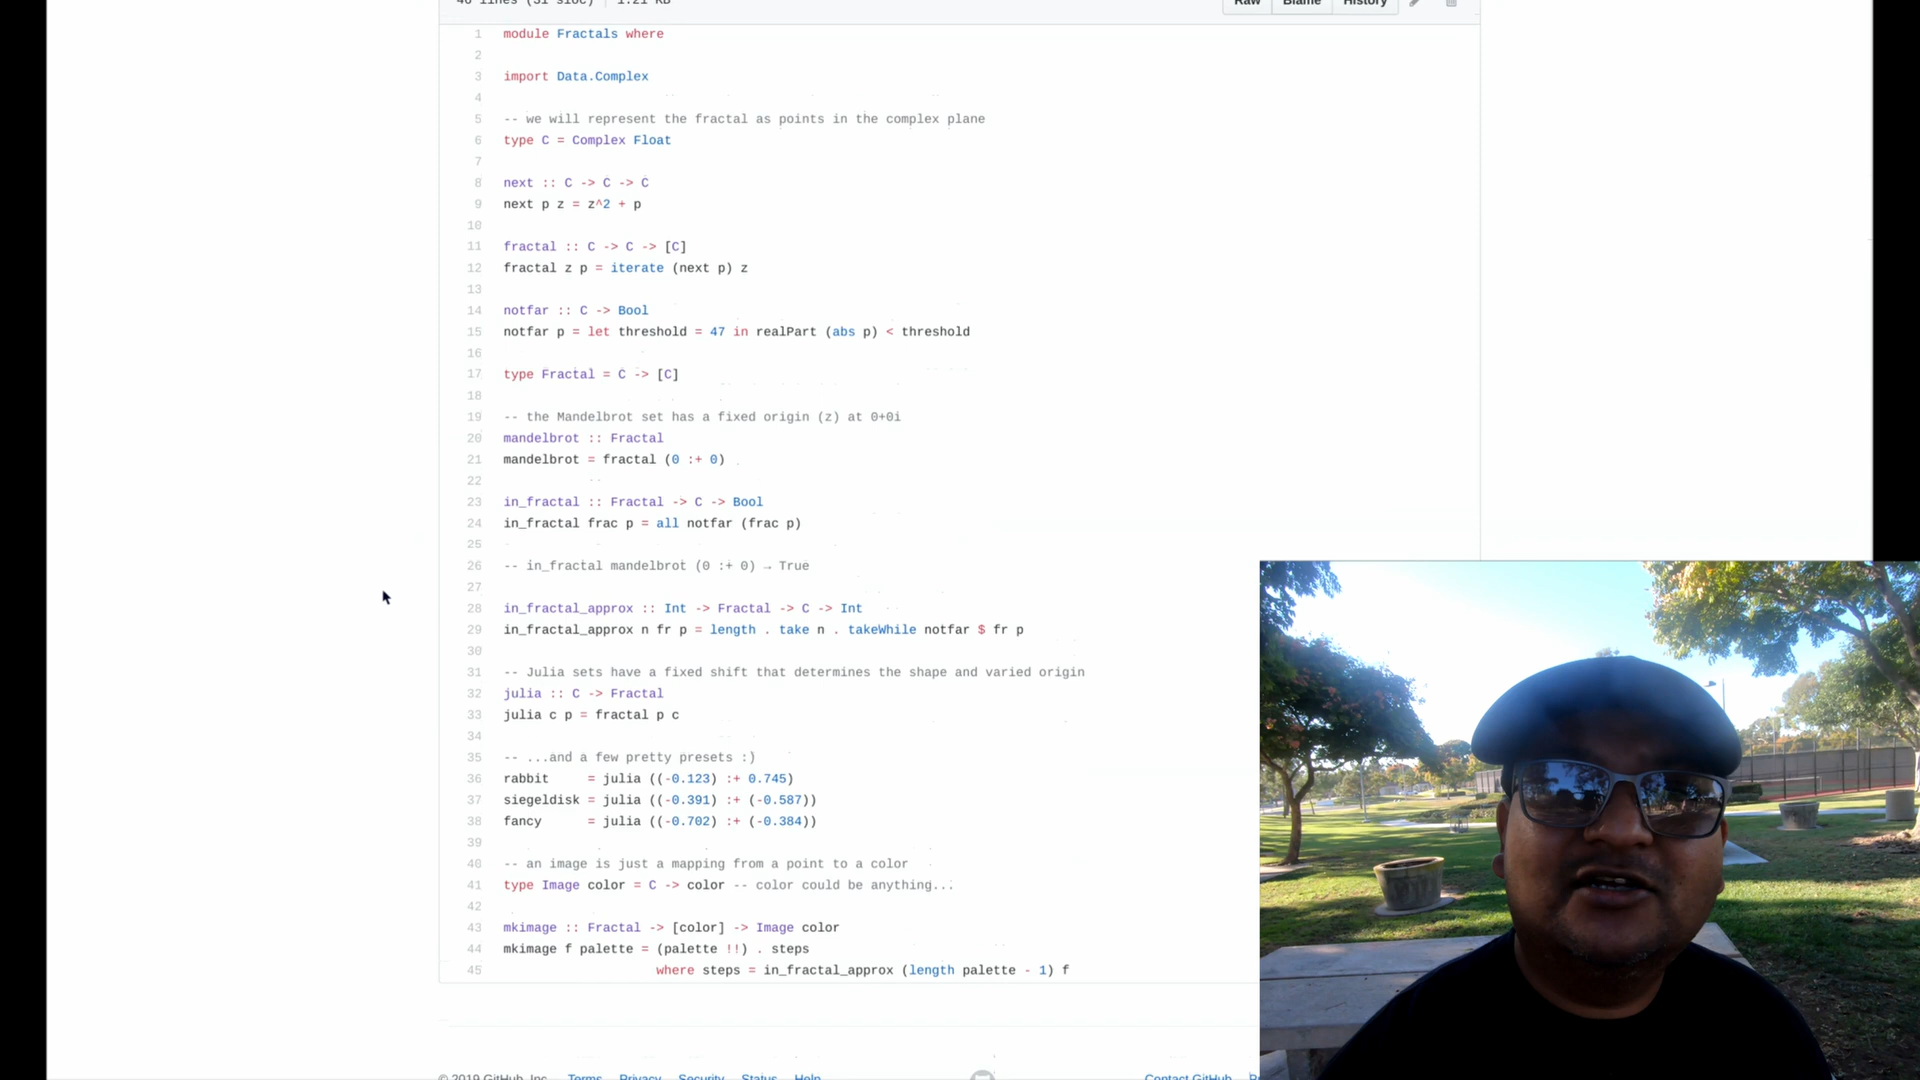 46 lines (31 sloc) 1.21 KB Raw Blame History
1 module Fractals where
2
3 import Data.Complex
4
5 -- we will represent the fractal as points in the complex plane
6 type C = Complex Float
7
8 next :: C -> C -> C
9 next p z = z^2 + p
10
11 fractal :: C -> C -> [C]
12 fractal z p = iterate (next p) z
13
14 notfar :: C -> Bool
15 notfar p = let threshold = 47 in realPart (abs p) < threshold
16
17 type Fractal = C -> [C]
18
19 -- the Mandelbrot set has a fixed origin (z) at 0+0i
20 mandelbrot :: Fractal
21 mandelbrot = fractal (0 :+ 0)
22
23 in_fractal :: Fractal -> C -> Bool
24 in_fractal frac p = all notfar (frac p)
25
26 -- in_fractal mandelbrot (0 :+ 0) → True
27
28 in_fractal_approx :: Int -> Fractal -> C -> Int
29 in_fractal_approx n fr p = length . take n . takeWhile notfar $ fr p
30
31 -- Julia sets have a fixed shift that determines the shape and varied origin
32 julia :: C -> Fractal
33 julia c p = fractal p c
34
35 -- ...and a few pretty presets :)
36 rabbit     = julia ((-0.123) :+ 0.745)
37 siegeldisk = julia ((-0.391) :+ (-0.587))
38 fancy      = julia ((-0.702) :+ (-0.384))
39
40 -- an image is just a mapping from a point to a color
41 type Image color = C -> color -- color could be anything...
42
43 mkimage :: Fractal -> [color] -> Image color
44 mkimage f palette = (palette !!) . steps
45                     where steps = in_fractal_approx (length palette - 1) f
© 2019 GitHub, Inc. Terms Privacy Security Status Help Contact GitHub